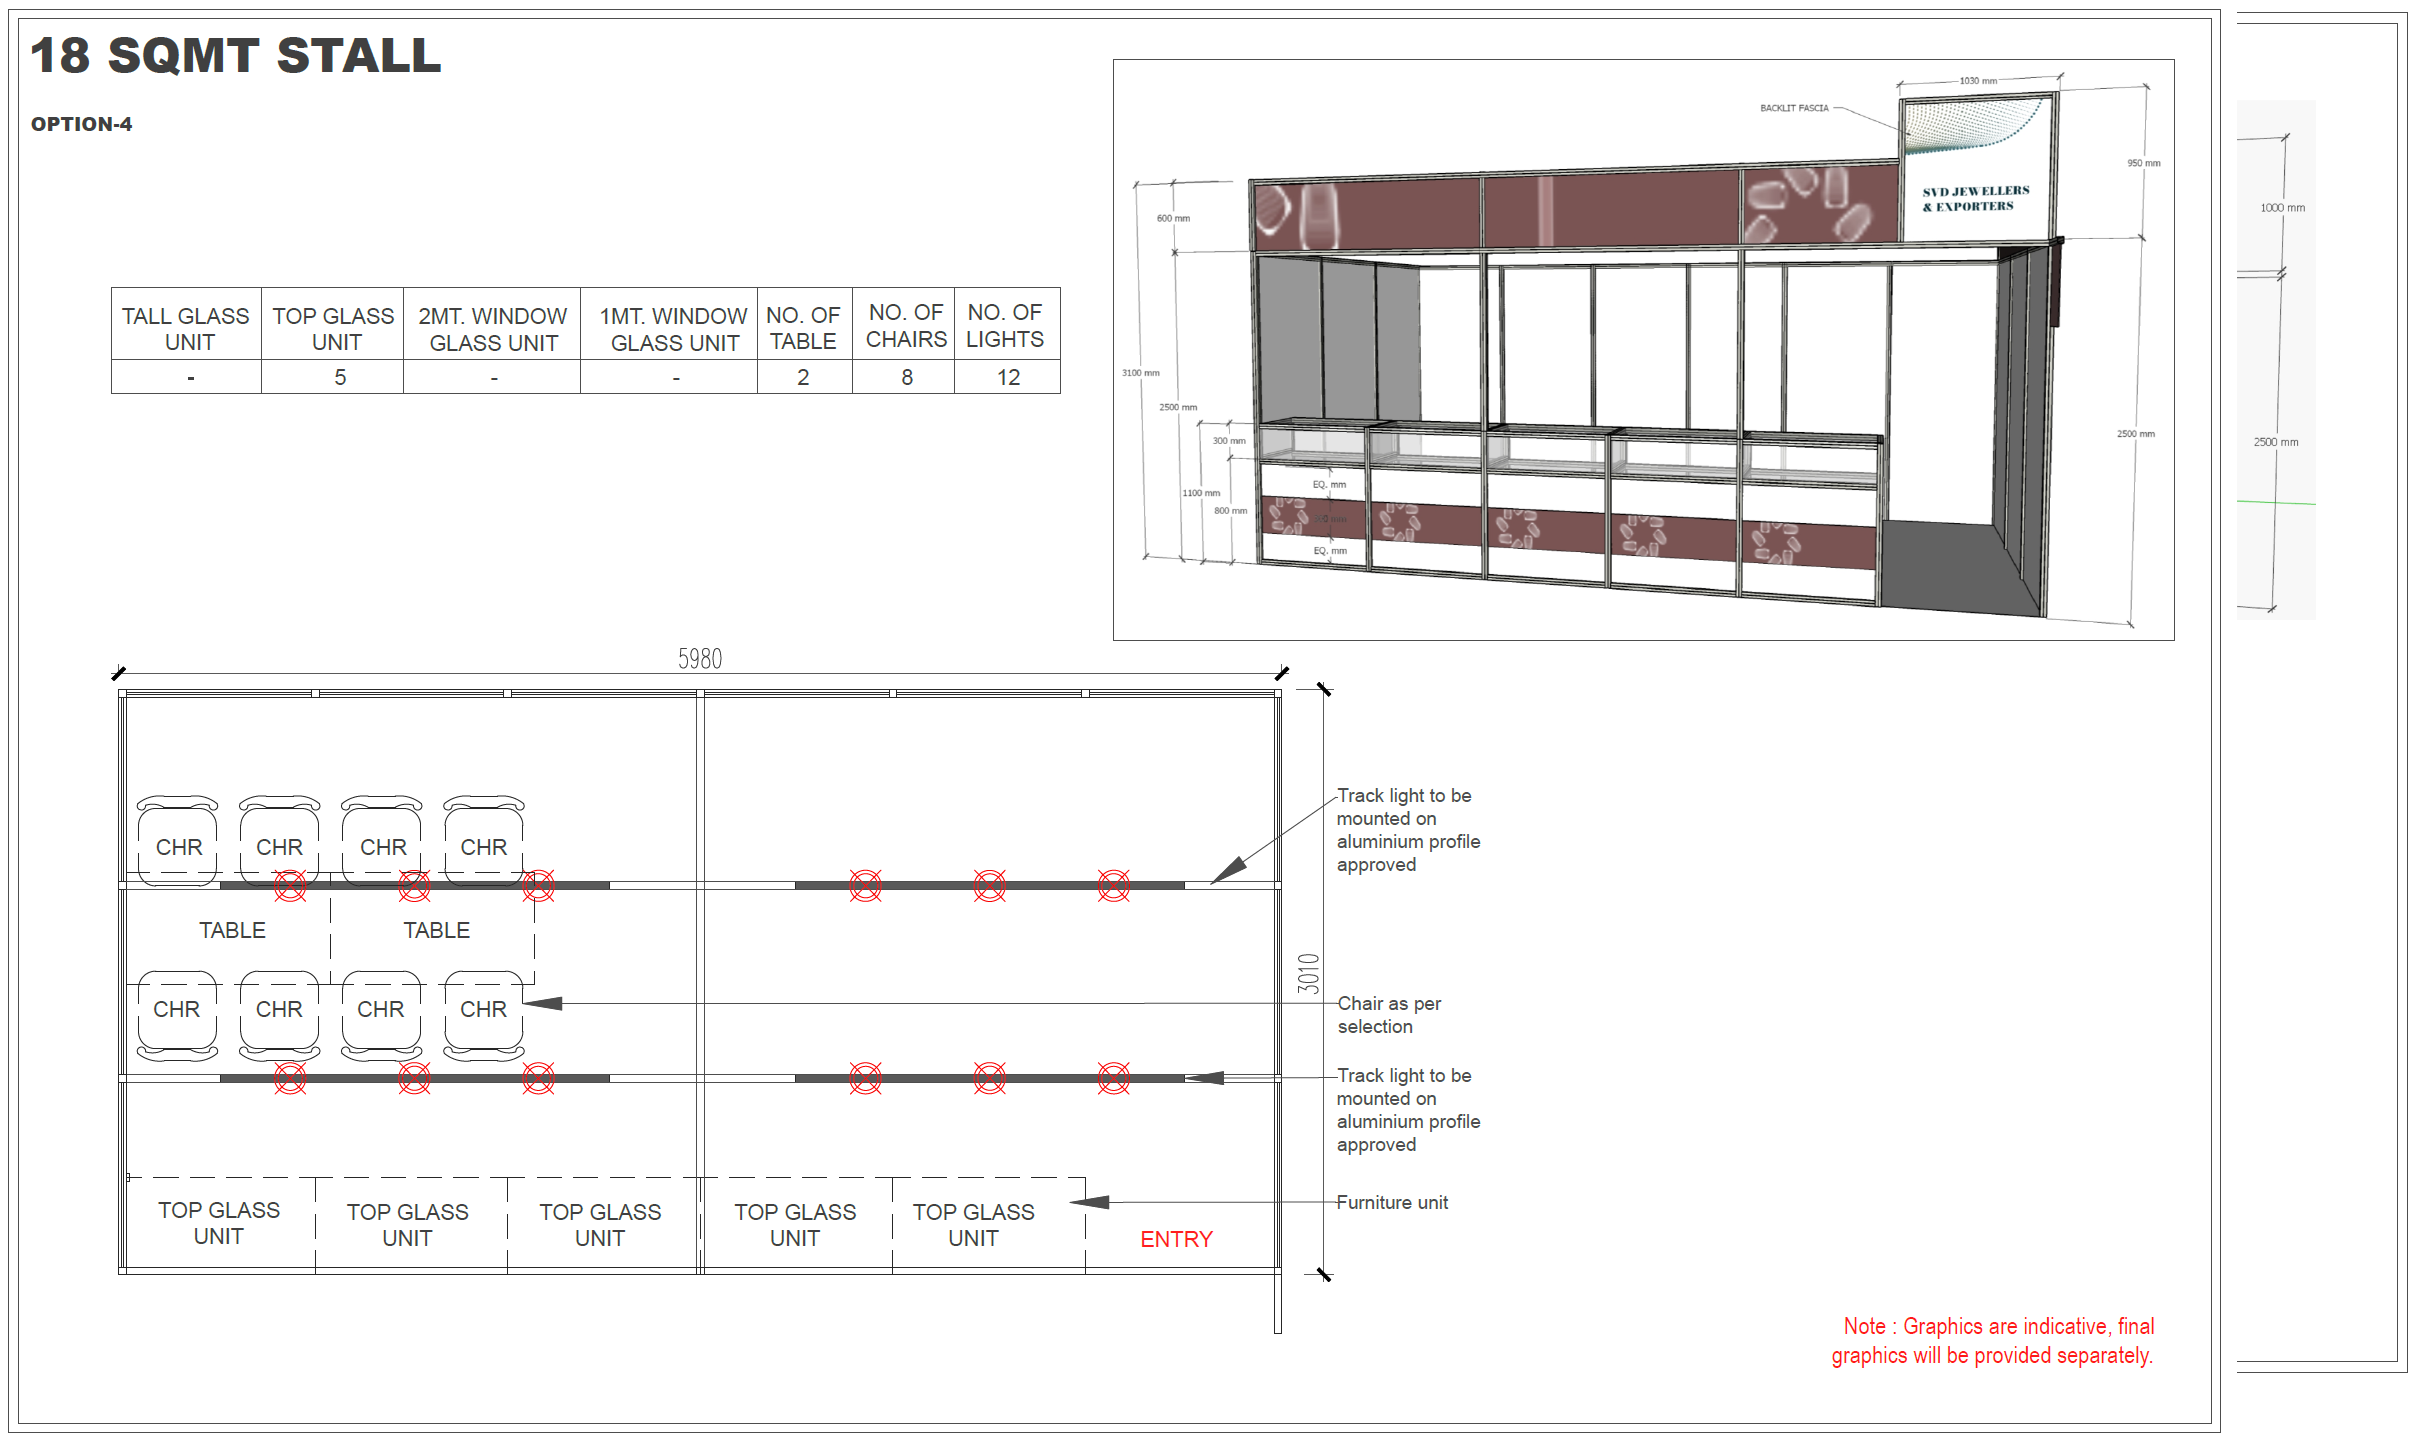 18 SQMT STALL
OPTION-4
TALL GLASS UNIT
TOP GLASS UNIT
2MT. WINDOW GLASS UNIT
1MT. WINDOW GLASS UNIT
NO. OF TABLE
NO. OF CHAIRS
NO. OF LIGHTS
-
5
-
-
2
8
12
1030 mm
BACKLIT FASCIA
950 mm
SVD JEWELLERS
& EXPORTERS
600 mm
3100 mm
2500 mm
300 mm
1100 mm
800 mm
EQ. mm
EQ. mm
2500 mm
1000 mm
2500 mm
5980
3010
CHR CHR CHR CHR
TABLE TABLE
CHR CHR CHR CHR
Track light to be
mounted on
aluminium profile
approved
Chair as per
selection
Track light to be
mounted on
aluminium profile
approved
Furniture unit
TOP GLASS
UNIT
TOP GLASS
UNIT
TOP GLASS
UNIT
TOP GLASS
UNIT
TOP GLASS
UNIT
ENTRY
Note : Graphics are indicative, final
graphics will be provided separately.